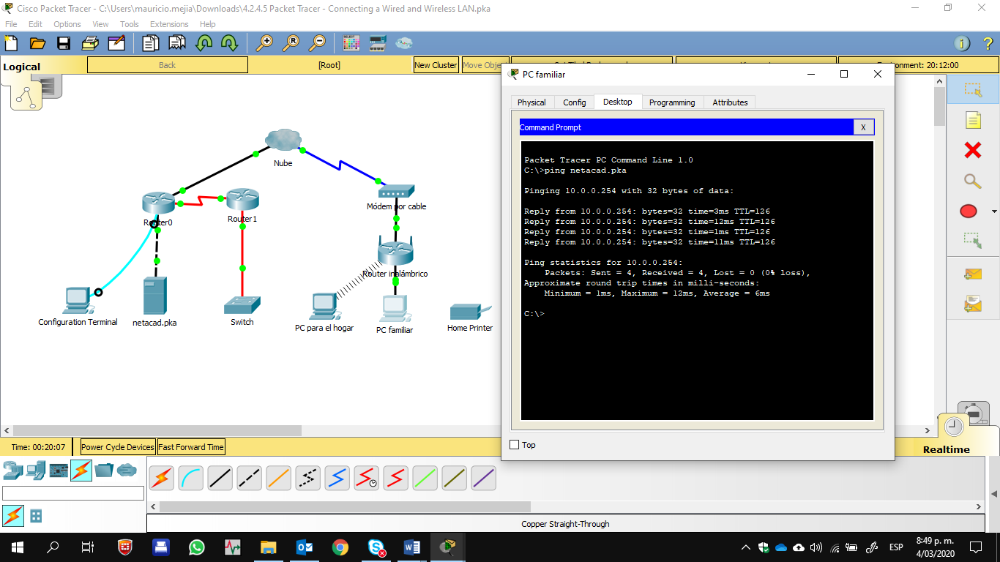 Cisco Packet Tracer - C:\Users\mauricio.mejia\Downloads\4.2.4.5 Packet Tracer - Connecting a Wired and Wireless LAN.pka
File Edit Options View Tools Extensions Help
Logical
Back
[Root]
New Cluster
Move Objec
ironment: 20:12:00
Nube
Router0
Router1
Módem por cable
Router inalámbrico
Configuration Terminal
netacad.pka
Switch
PC para el hogar
PC familiar
Home Printer
PC familiar
Physical Config Desktop Programming Attributes
Command Prompt
X
Packet Tracer PC Command Line 1.0
C:\>ping netacad.pka
Pinging 10.0.0.254 with 32 bytes of data:
Reply from 10.0.0.254: bytes=32 time=3ms TTL=126
Reply from 10.0.0.254: bytes=32 time=12ms TTL=126
Reply from 10.0.0.254: bytes=32 time=1ms TTL=126
Reply from 10.0.0.254: bytes=32 time=11ms TTL=126
Ping statistics for 10.0.0.254:
Packets: Sent = 4, Received = 4, Lost = 0 (0% loss),
Approximate round trip times in milli-seconds:
Minimum = 1ms, Maximum = 12ms, Average = 6ms
C:\>
Top
Time: 00:20:07
Power Cycle Devices
Fast Forward Time
Realtime
Copper Straight-Through
ESP
8:49 p. m.
4/03/2020